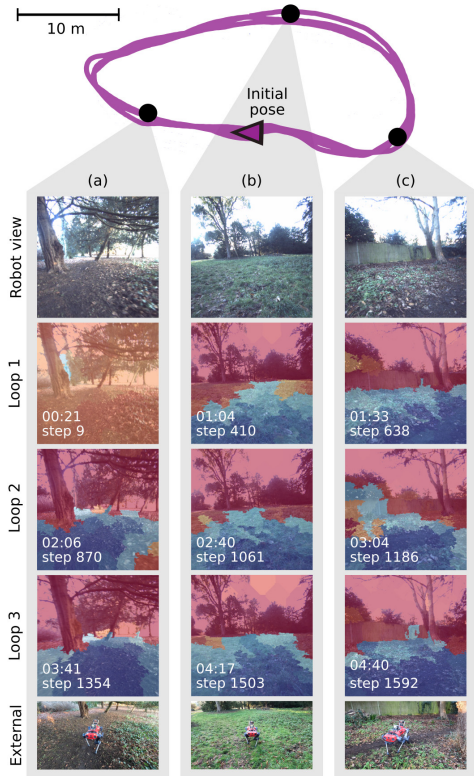 10 m
Initial
pose
(a)
(b)
(c)
Robot view
Loop 1
00:21
step 9
01:04
step 410
01:33
step 638
Loop 2
02:06
step 870
02:40
step 1061
03:04
step 1186
Loop 3
03:41
step 1354
04:17
step 1503
04:40
step 1592
External